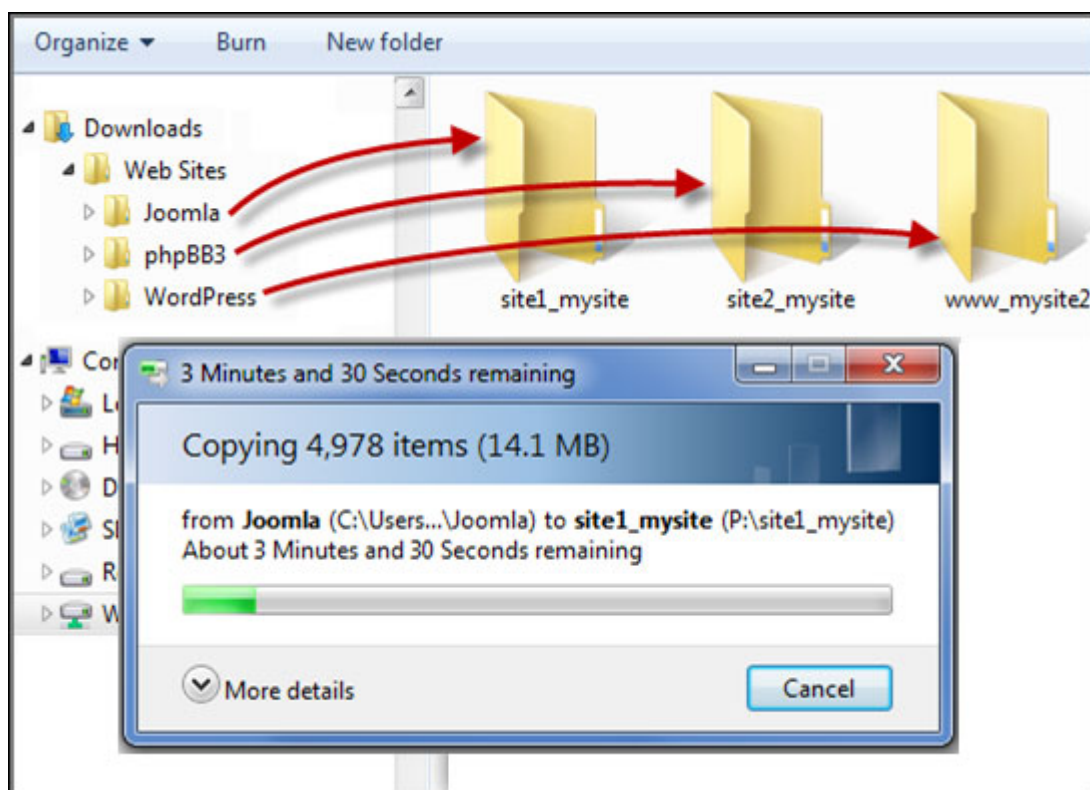 Organize Burn New folder
Downloads
Web Sites
Joomla
phpBB3
WordPress
site1_mysite site2_mysite www_mysite2
3 Minutes and 30 Seconds remaining
Copying 4,978 items (14.1 MB)
from Joomla (C:\Users...\Joomla) to site1_mysite (P:\site1_mysite)
About 3 Minutes and 30 Seconds remaining
More details Cancel